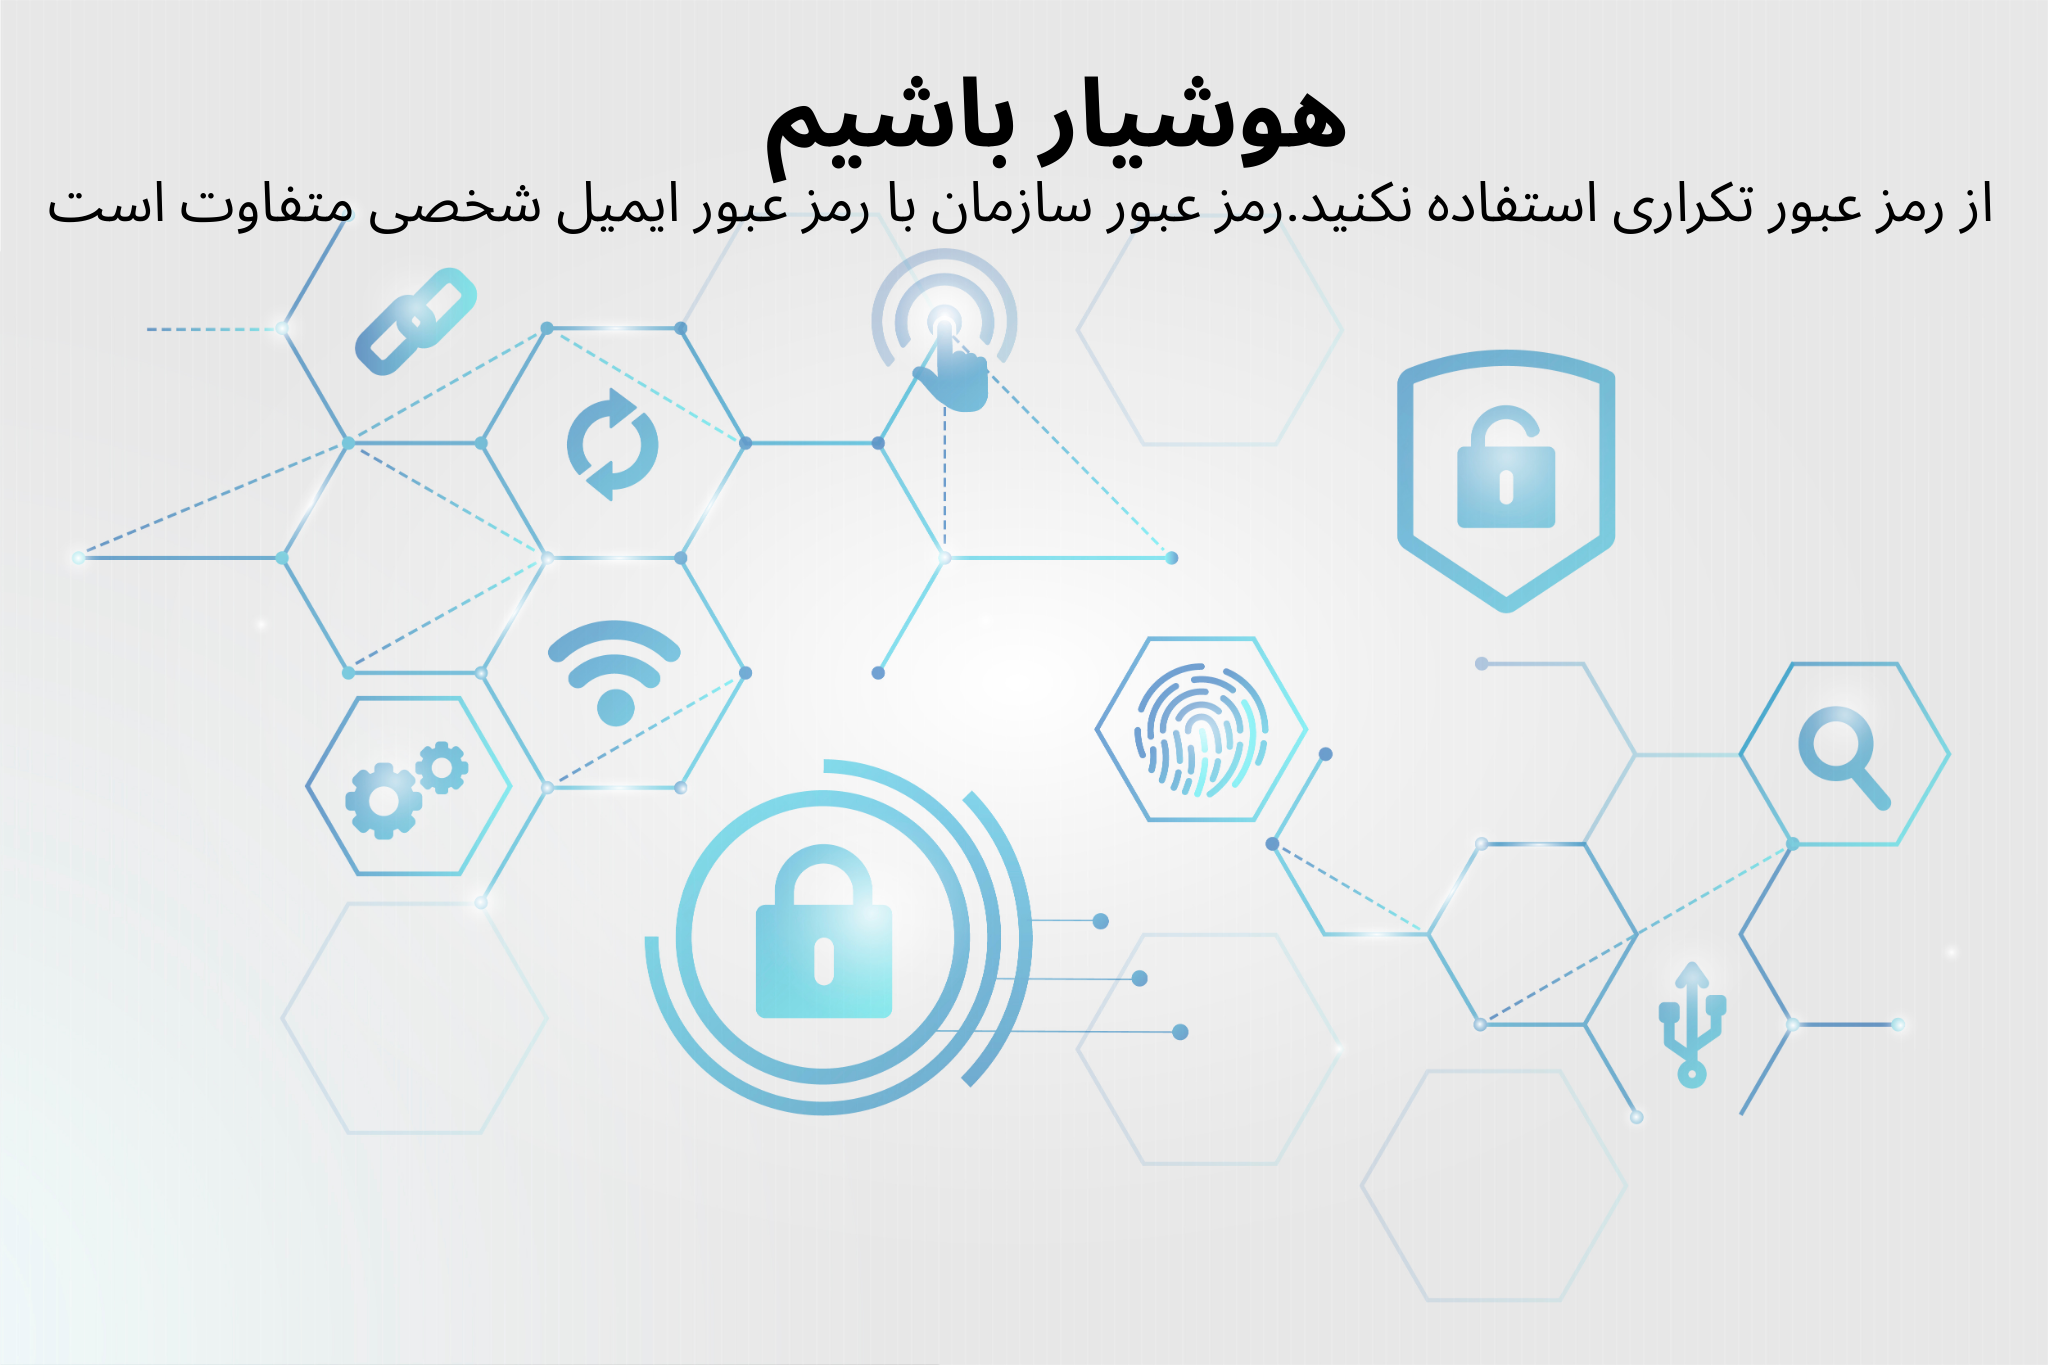 هوشیار باشیم
از رمز عبور تکراری استفاده نکنید.رمز عبور سازمان با رمز عبور ایمیل شخصی متفاوت است